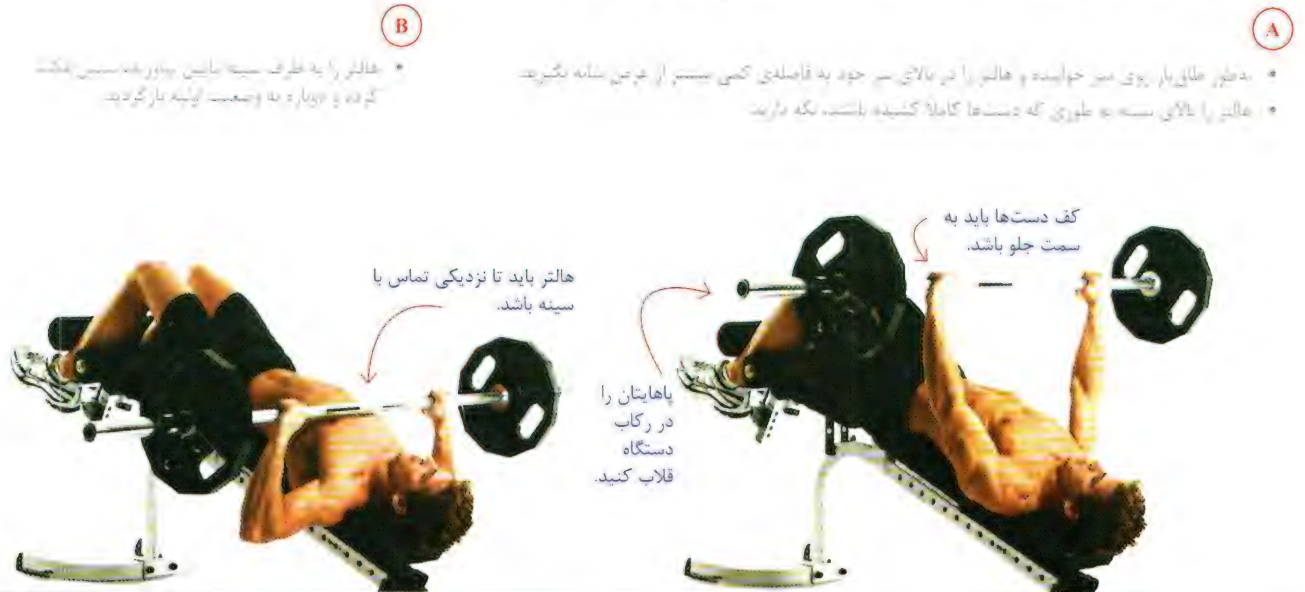 A
• به‌طور طاق‌باز روی میز خوابیده و هالتر را در بالای سر خود به فاصله‌ی کمی بیشتر از عرض شانه بگیرید.
• هالتر را بالای سینه به طوری که دست‌ها کاملا کشیده باشند، نگه دارید.
کف دست‌ها باید به
سمت جلو باشد.
پاهایتان را
در رکاب
دستگاه
قلاب کنید.
B
• هالتر را به طرف سینه پایین بیاورید، سپس مکث
کرده و دوباره به وضعیت اولیه بازگردید.
هالتر باید تا نزدیکی تماس با
سینه باشد.